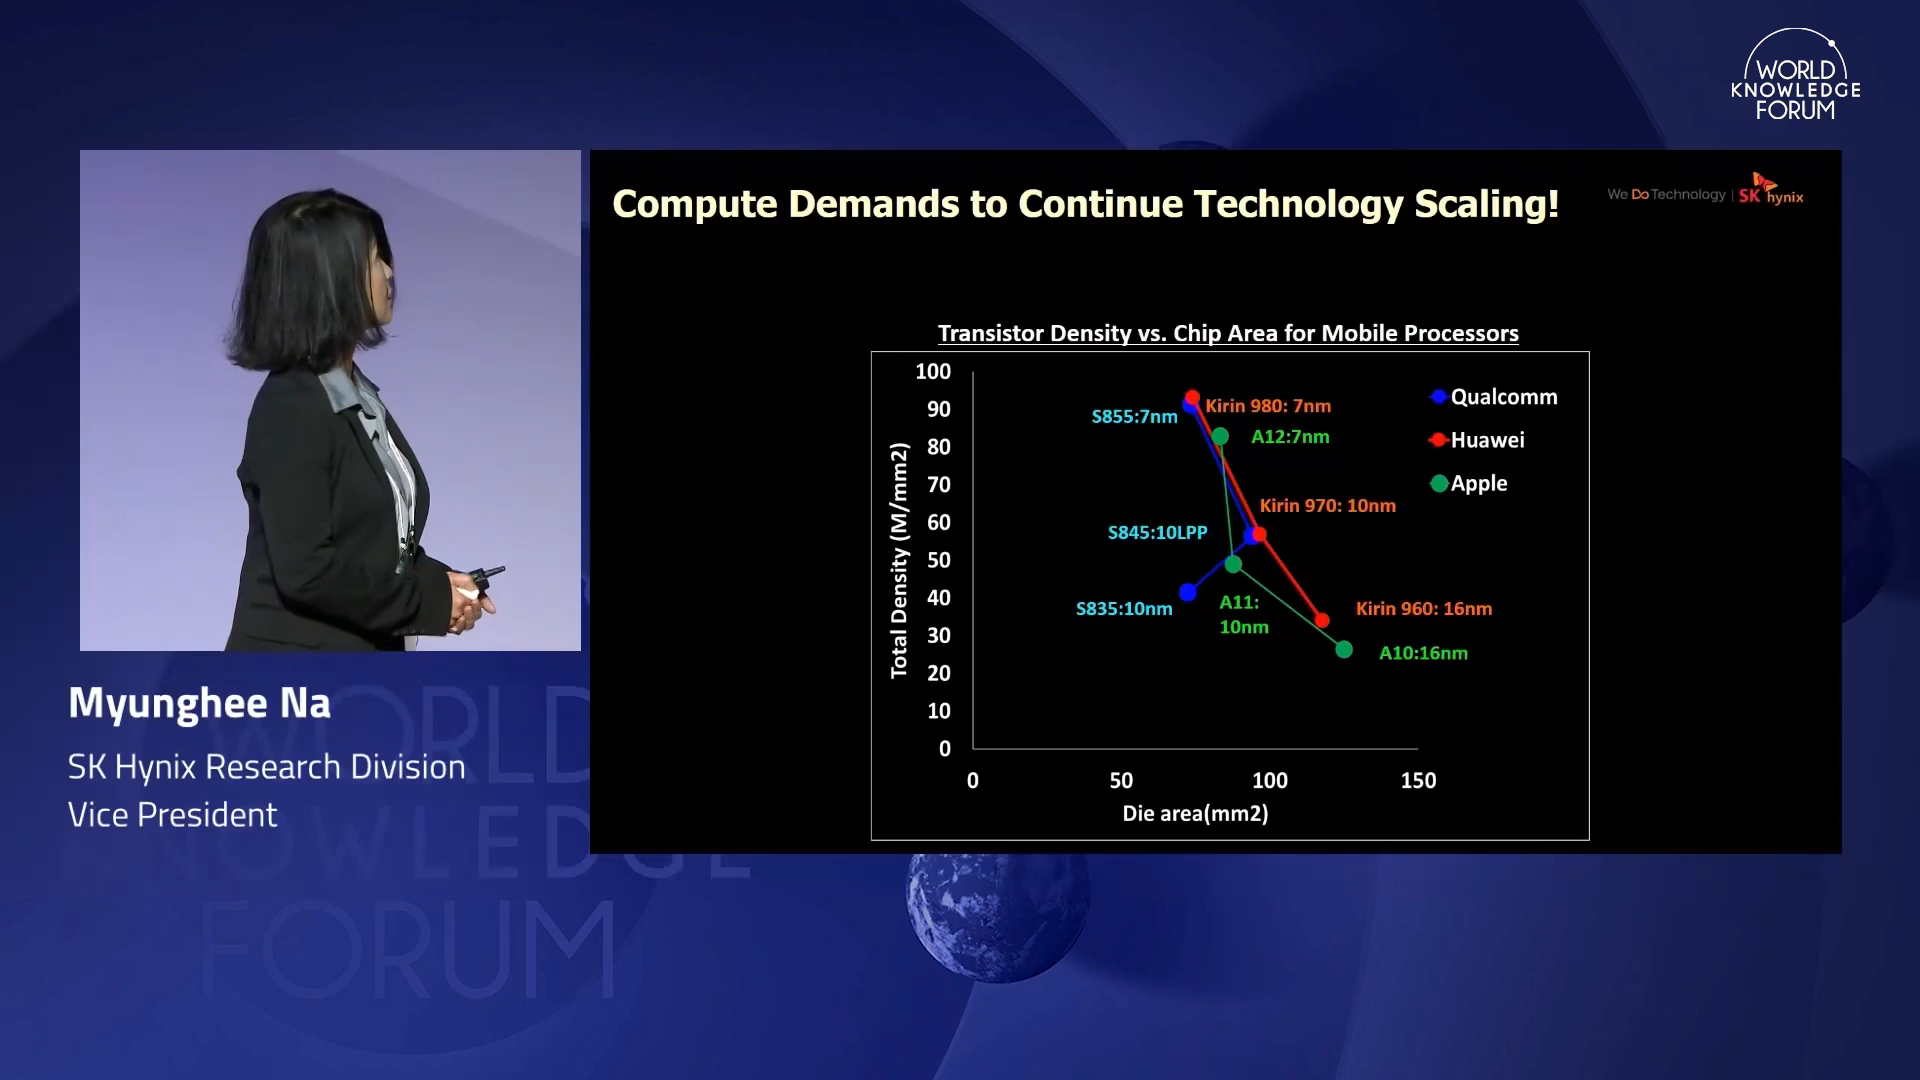 WORLD
KNOWLEDGE
FORUM
Compute Demands to Continue Technology Scaling!
We Do Technology | SK hynix
Transistor Density vs. Chip Area for Mobile Processors
Total Density (M/mm2)
100
90
80
70
60
50
40
30
20
10
0
0
50
100
150
Die area(mm2)
S855:7nm
Kirin 980: 7nm
A12:7nm
Kirin 970: 10nm
S845:10LPP
S835:10nm
A11:
10nm
Kirin 960: 16nm
A10:16nm
Qualcomm
Huawei
Apple
Myunghee Na
SK Hynix Research Division
Vice President
WORLD
KNOWLEDGE
FORUM